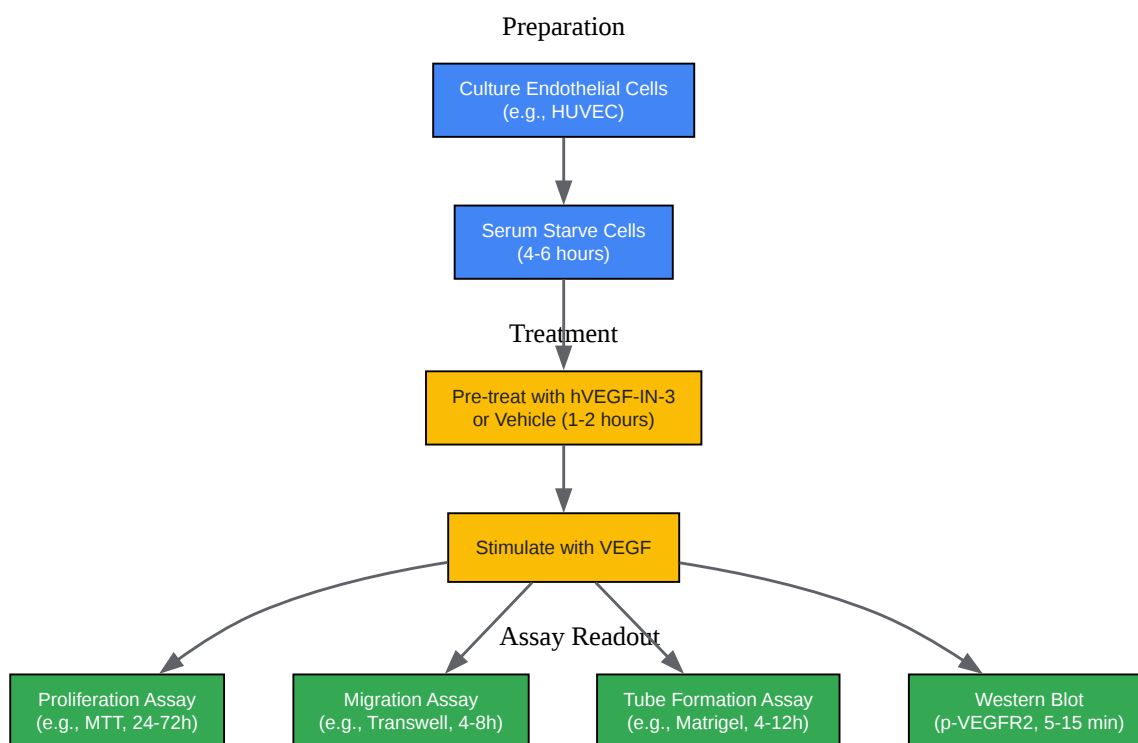 Preparation
Culture Endothelial Cells
(e.g., HUVEC)
Serum Starve Cells
(4-6 hours)
Treatment
Pre-treat with hVEGF-IN-3
or Vehicle (1-2 hours)
Stimulate with VEGF
Assay Readout
Proliferation Assay
(e.g., MTT, 24-72h)
Migration Assay
(e.g., Transwell, 4-8h)
Tube Formation Assay
(e.g., Matrigel, 4-12h)
Western Blot
(p-VEGFR2, 5-15 min)